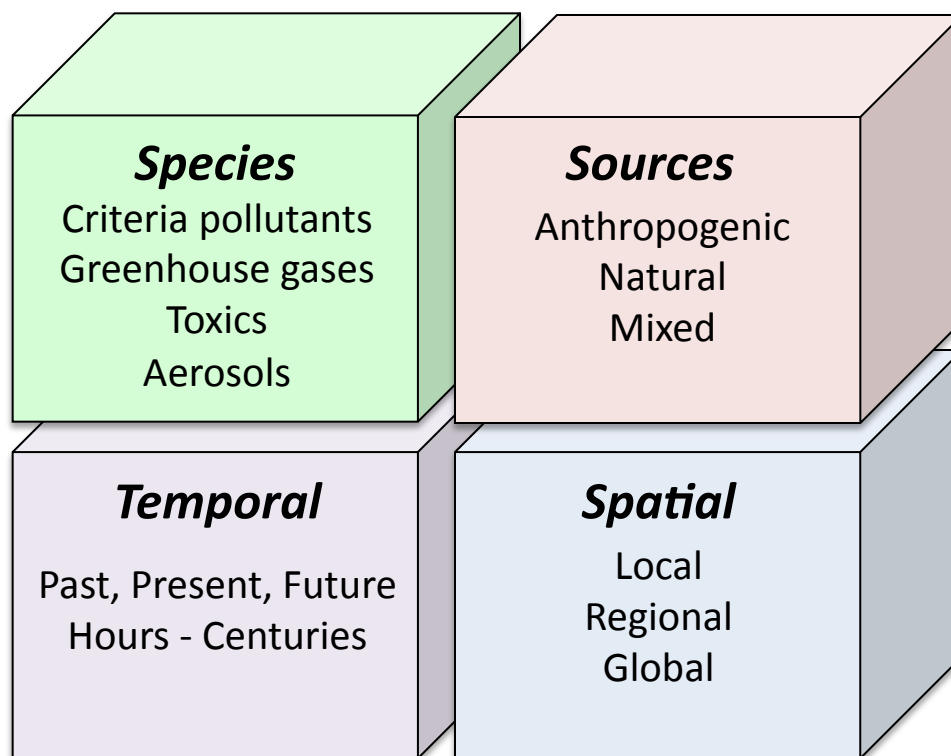 Species
Criteria pollutants
Greenhouse gases
Toxics
Aerosols
Sources
Anthropogenic
Natural
Mixed
Temporal
Past, Present, Future
Hours - Centuries
Spatial
Local
Regional
Global